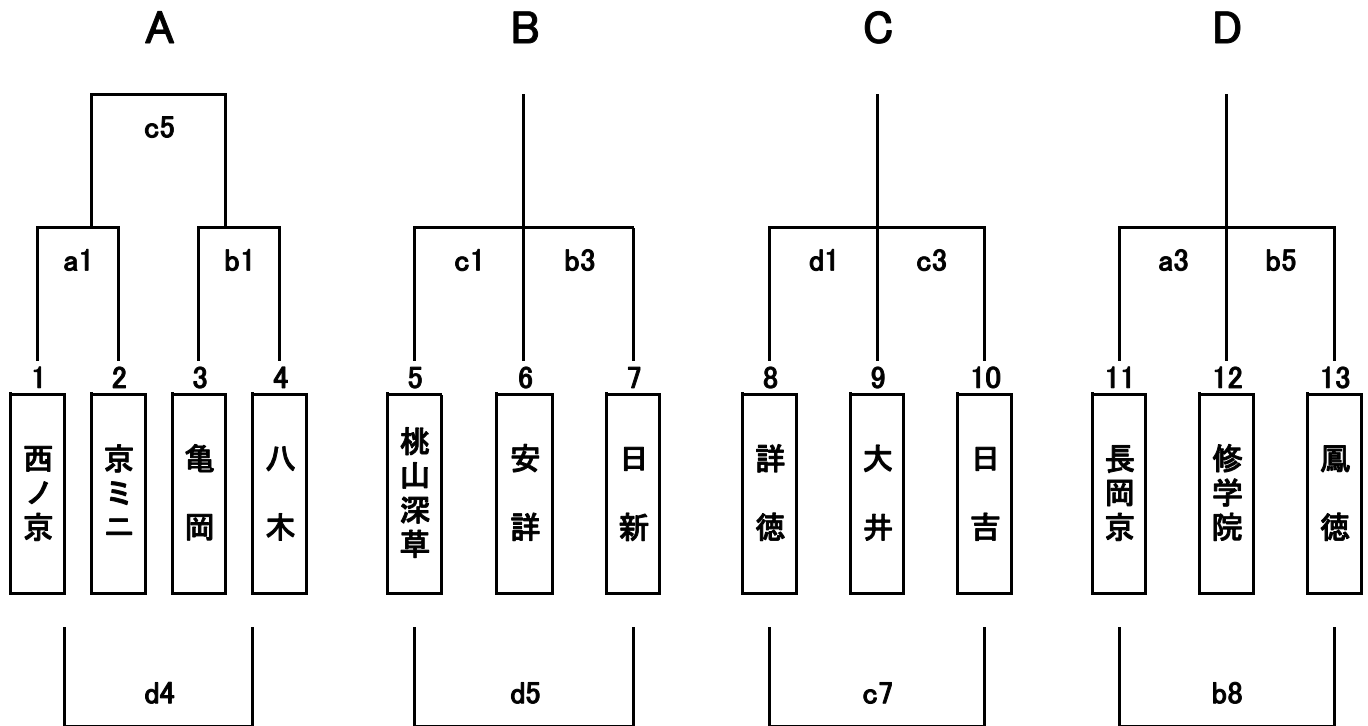 A B C D
c5
a1 b1 c1 b3 d1 c3 a3 b5
1 2 3 4 5 6 7 8 9 10 11 12 13
西ノ京
京ミニ
亀岡
八木
桃山深草
安詳
日新
詳徳
大井
日吉
長岡京
修学院
鳳徳
d4 d5 c7 b8